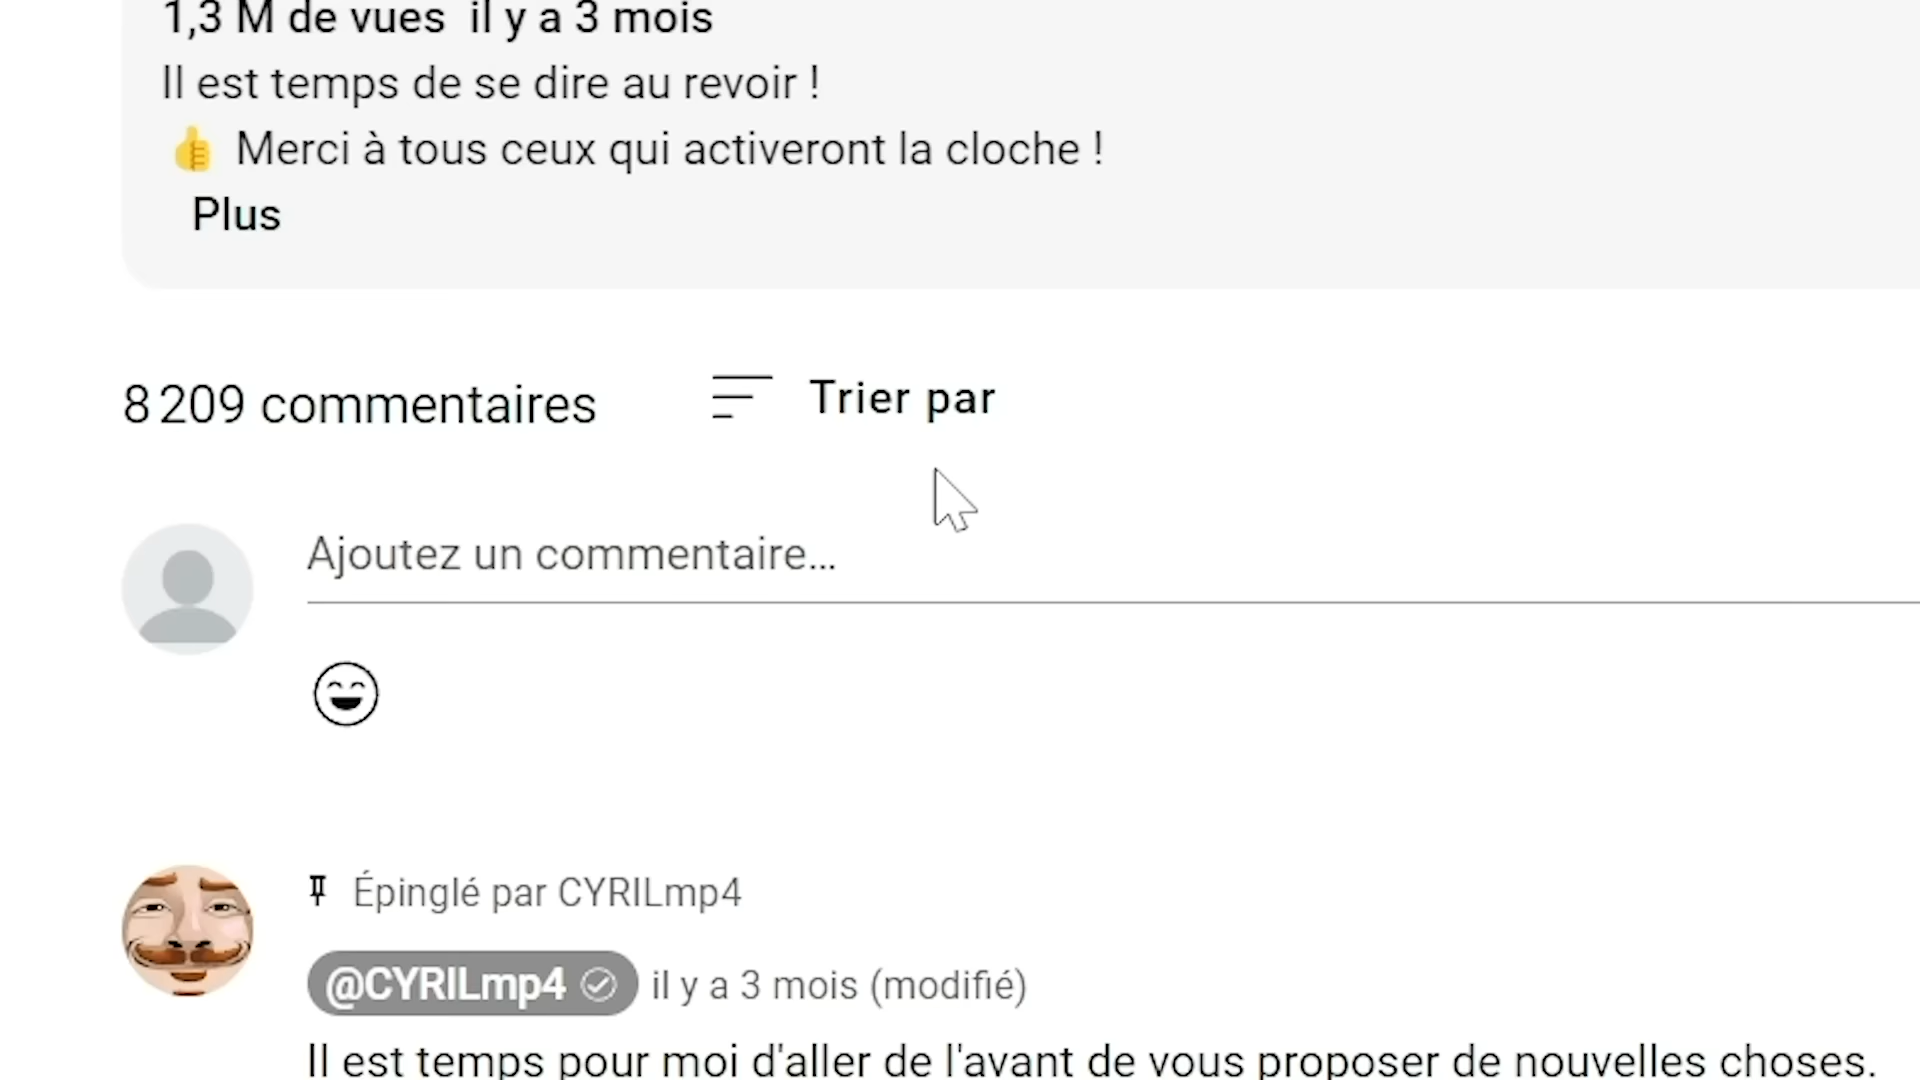 1,3 M de vues il y a 3 mois
Il est temps de se dire au revoir !
👍 Merci à tous ceux qui activeront la cloche !
Plus
8 209 commentaires
Trier par
Ajoutez un commentaire...
Épinglé par CYRILmp4
@CYRILmp4 il y a 3 mois (modifié)
Il est temps pour moi d'aller de l'avant de vous proposer de nouvelles choses.